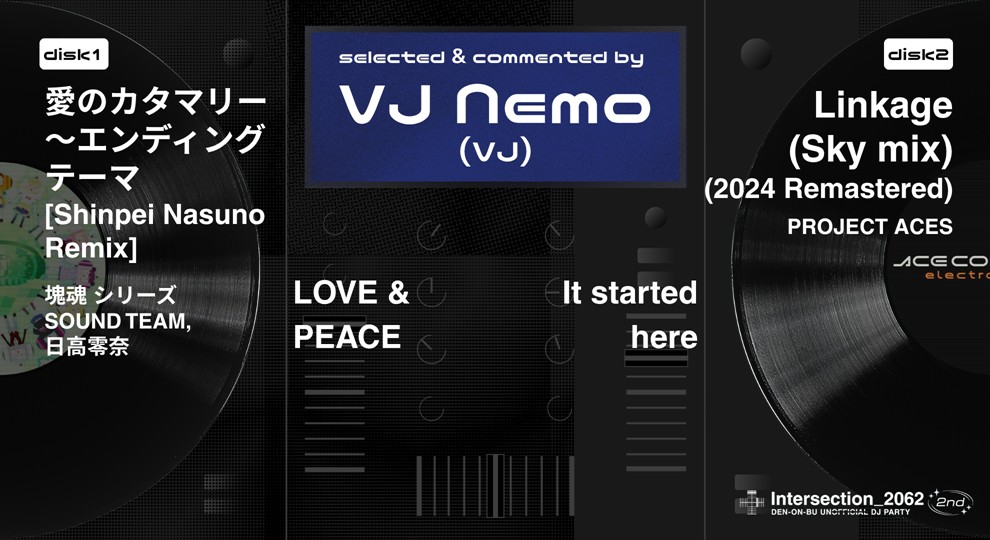 disk1
愛のカタマリー
～エンディング
テーマ
[Shinpei Nasuno
Remix]
塊魂 シリーズ
SOUND TEAM,
日高零奈
selected & commented by
VJ Nemo
(VJ)
LOVE &
PEACE
It started
here
disk2
Linkage
(Sky mix)
(2024 Remastered)
PROJECT ACES
ACE CO
electro
Intersection_2062
DEN-ON-BU UNOFFICIAL DJ PARTY
2nd